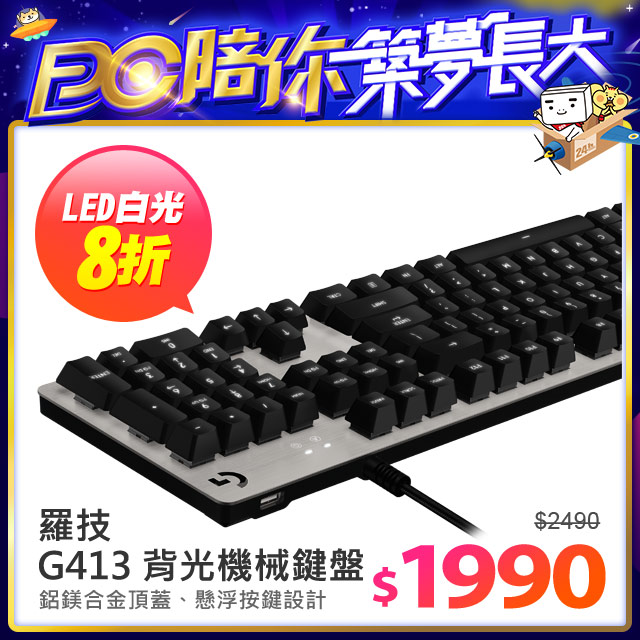 PC陪你築夢長大
24h
LED白光
8折
羅技
G413 背光機械鍵盤
鋁鎂合金頂蓋、懸浮按鍵設計
$2490
$1990